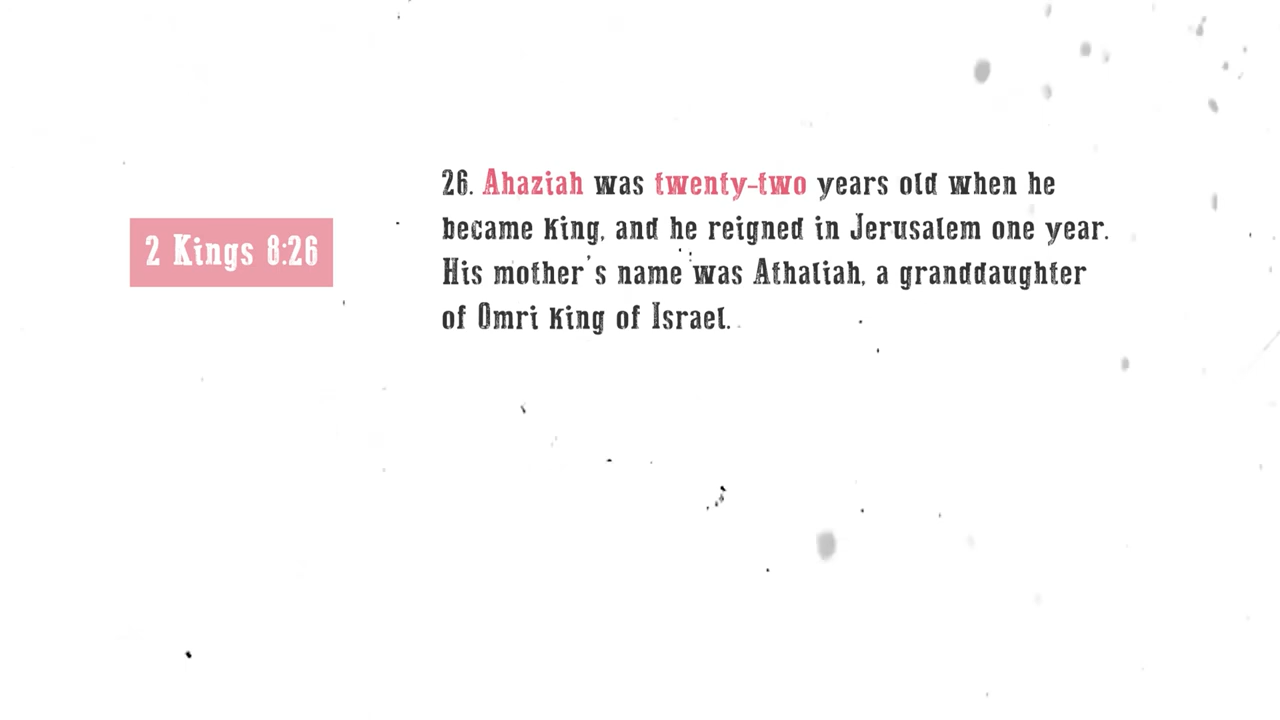 2 Kings 8:26
26. Ahaziah was twenty-two years old when he
became king, and he reigned in Jerusalem one year.
His mother's name was Athaliah, a granddaughter
of Omri king of Israel.